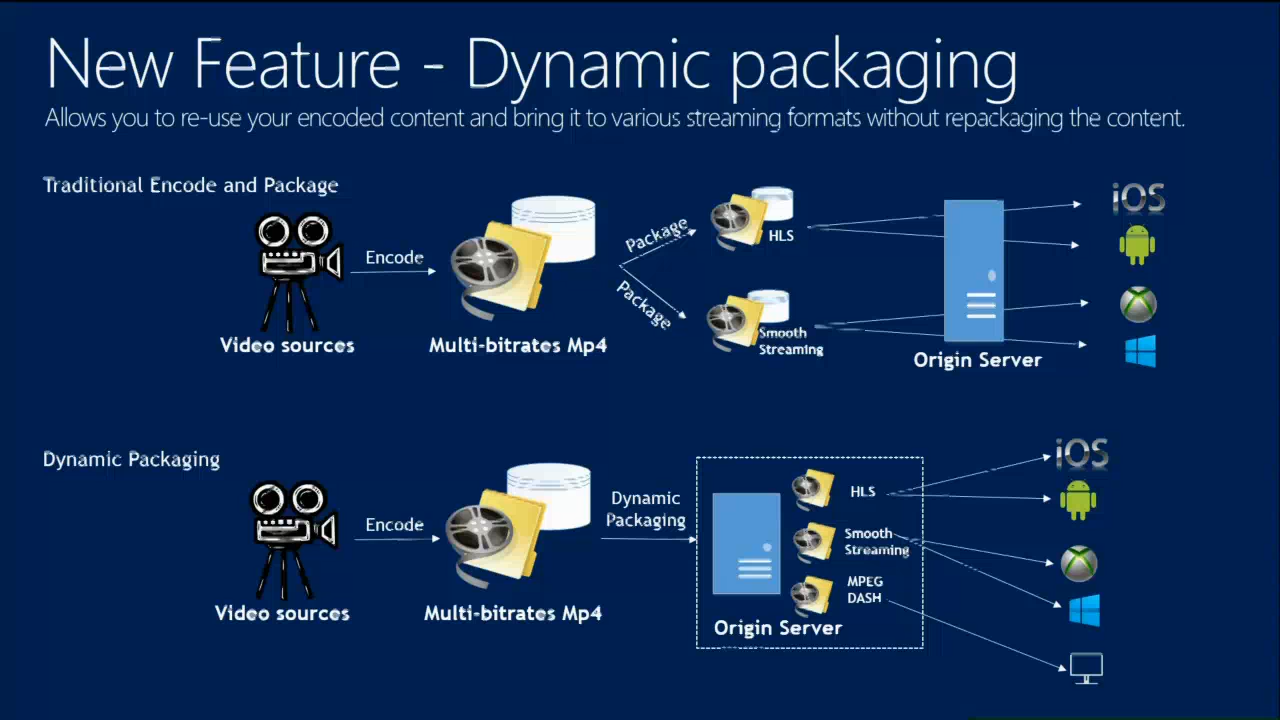 New Feature - Dynamic packaging
Allows you to re-use your encoded content and bring it to various streaming formats without repackaging the content.
Traditional Encode and Package
Encode
Package
Package
HLS
Smooth
Streaming
iOS
Video sources
Multi-bitrates Mp4
Origin Server
Dynamic Packaging
Encode
Dynamic
Packaging
HLS
Smooth
Streaming
MPEG
DASH
iOS
Video sources
Multi-bitrates Mp4
Origin Server